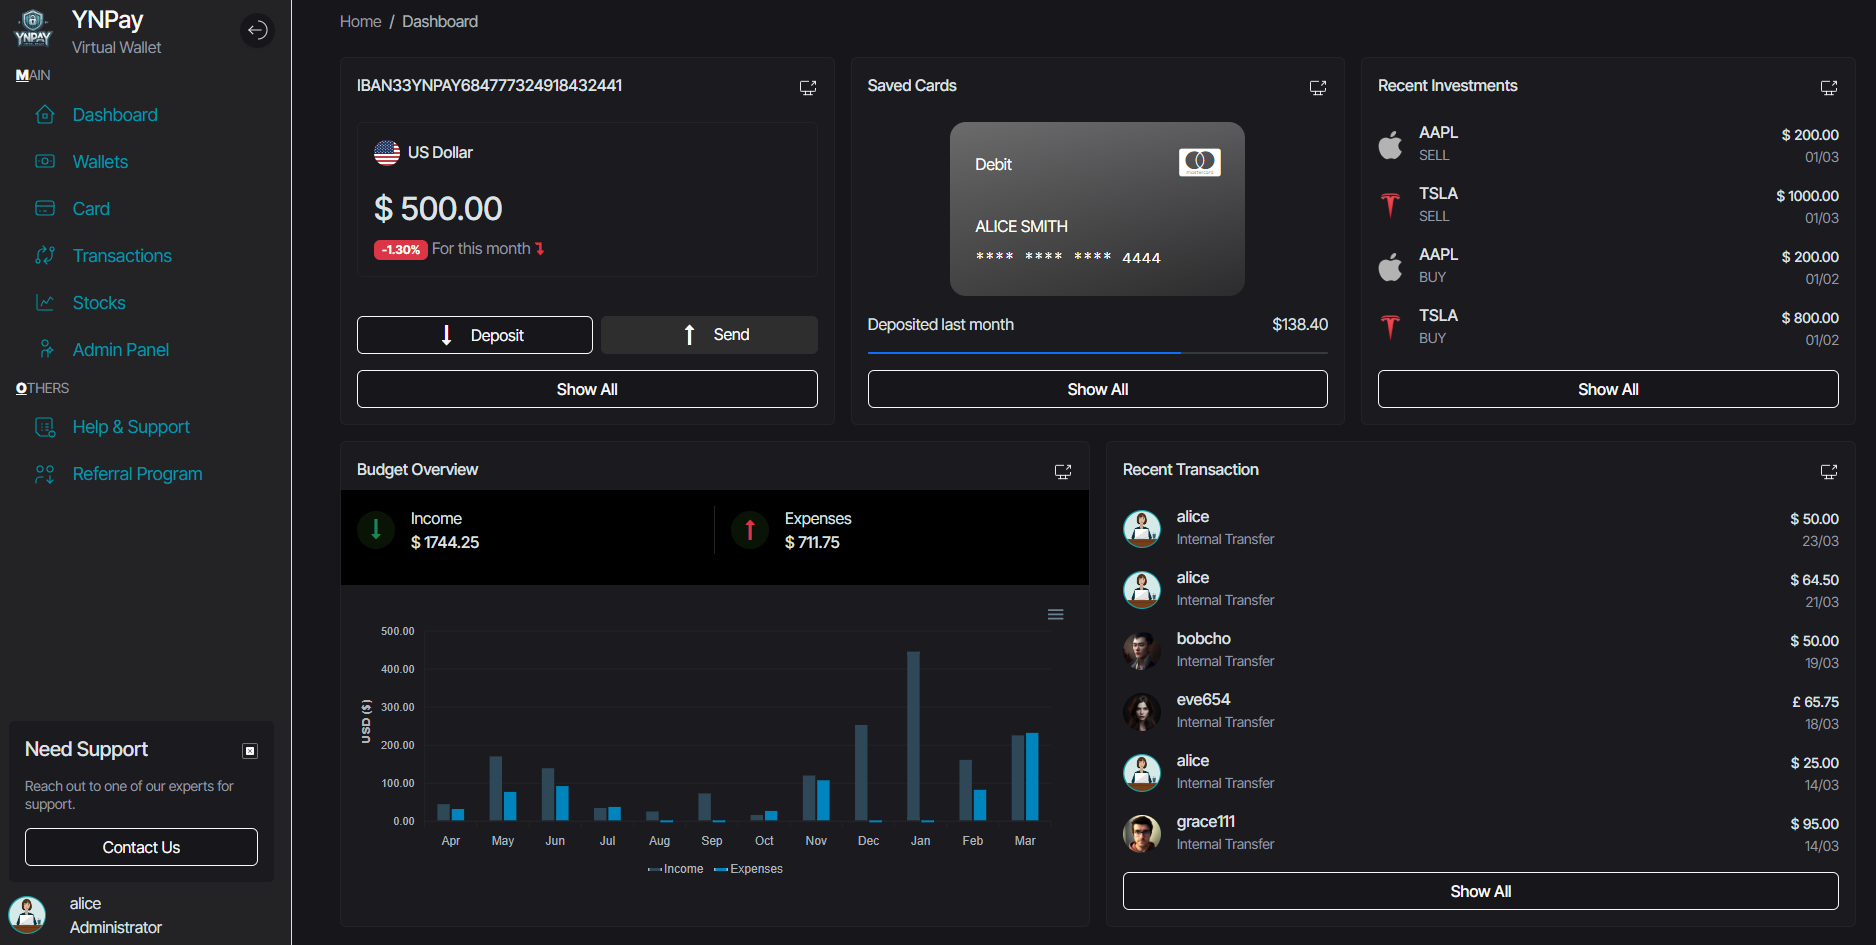 YNPay
Virtual Wallet
YNPAY
MAIN
Dashboard
Wallets
Card
Transactions
Stocks
Admin Panel
OTHERS
Help & Support
Referral Program
Need Support
Reach out to one of our experts for
support.
Contact Us
alice
Administrator
Home / Dashboard
IBAN33YNPAY684777324918432441
US Dollar
$ 500.00
-1.30% For this month
Deposit
Send
Show All
Saved Cards
Debit
mastercard
ALICE SMITH
**** **** **** 4444
Deposited last month $138.40
Show All
Recent Investments
AAPL $ 200.00
SELL 01/03
TSLA $ 1000.00
SELL 01/03
AAPL $ 200.00
BUY 01/02
TSLA $ 800.00
BUY 01/02
Show All
Budget Overview
Income
$ 1744.25
Expenses
$ 711.75
USD ($)
500.00
400.00
300.00
200.00
100.00
0.00
Apr May Jun Jul Aug Sep Oct Nov Dec Jan Feb Mar
Income Expenses
Recent Transaction
alice $ 50.00
Internal Transfer 23/03
alice $ 64.50
Internal Transfer 21/03
bobcho $ 50.00
Internal Transfer 19/03
eve654 £ 65.75
Internal Transfer 18/03
alice $ 25.00
Internal Transfer 14/03
grace111 $ 95.00
Internal Transfer 14/03
Show All